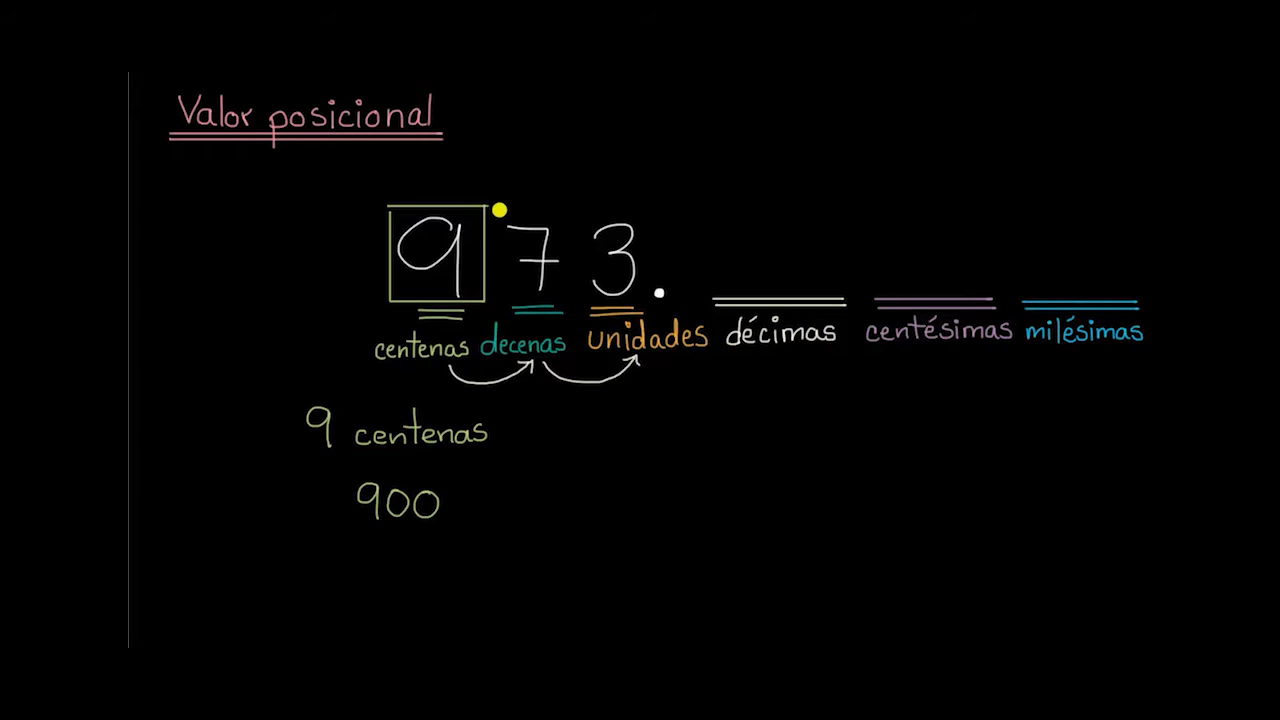 Valor posicional
973.
centenas decenas unidades décimas centésimas milésimas
9 centenas
900